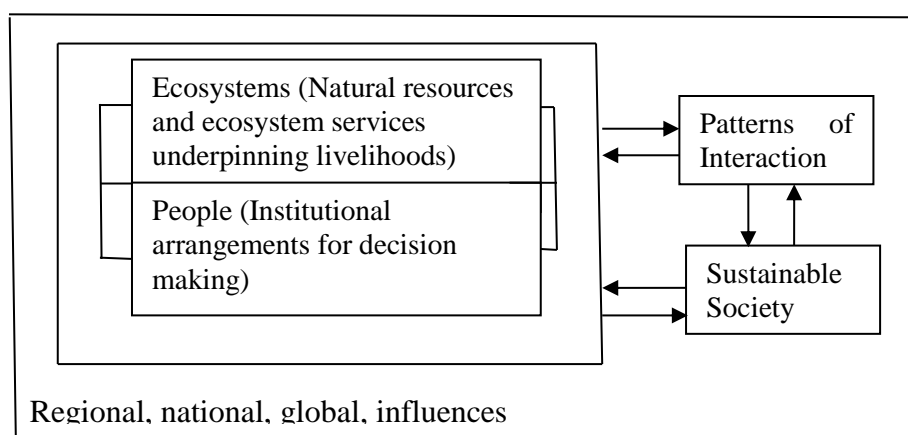 Ecosystems (Natural resources
and ecosystem services
underpinning livelihoods)
People (Institutional
arrangements for decision
making)
Patterns of
Interaction
Sustainable
Society
Regional, national, global, influences